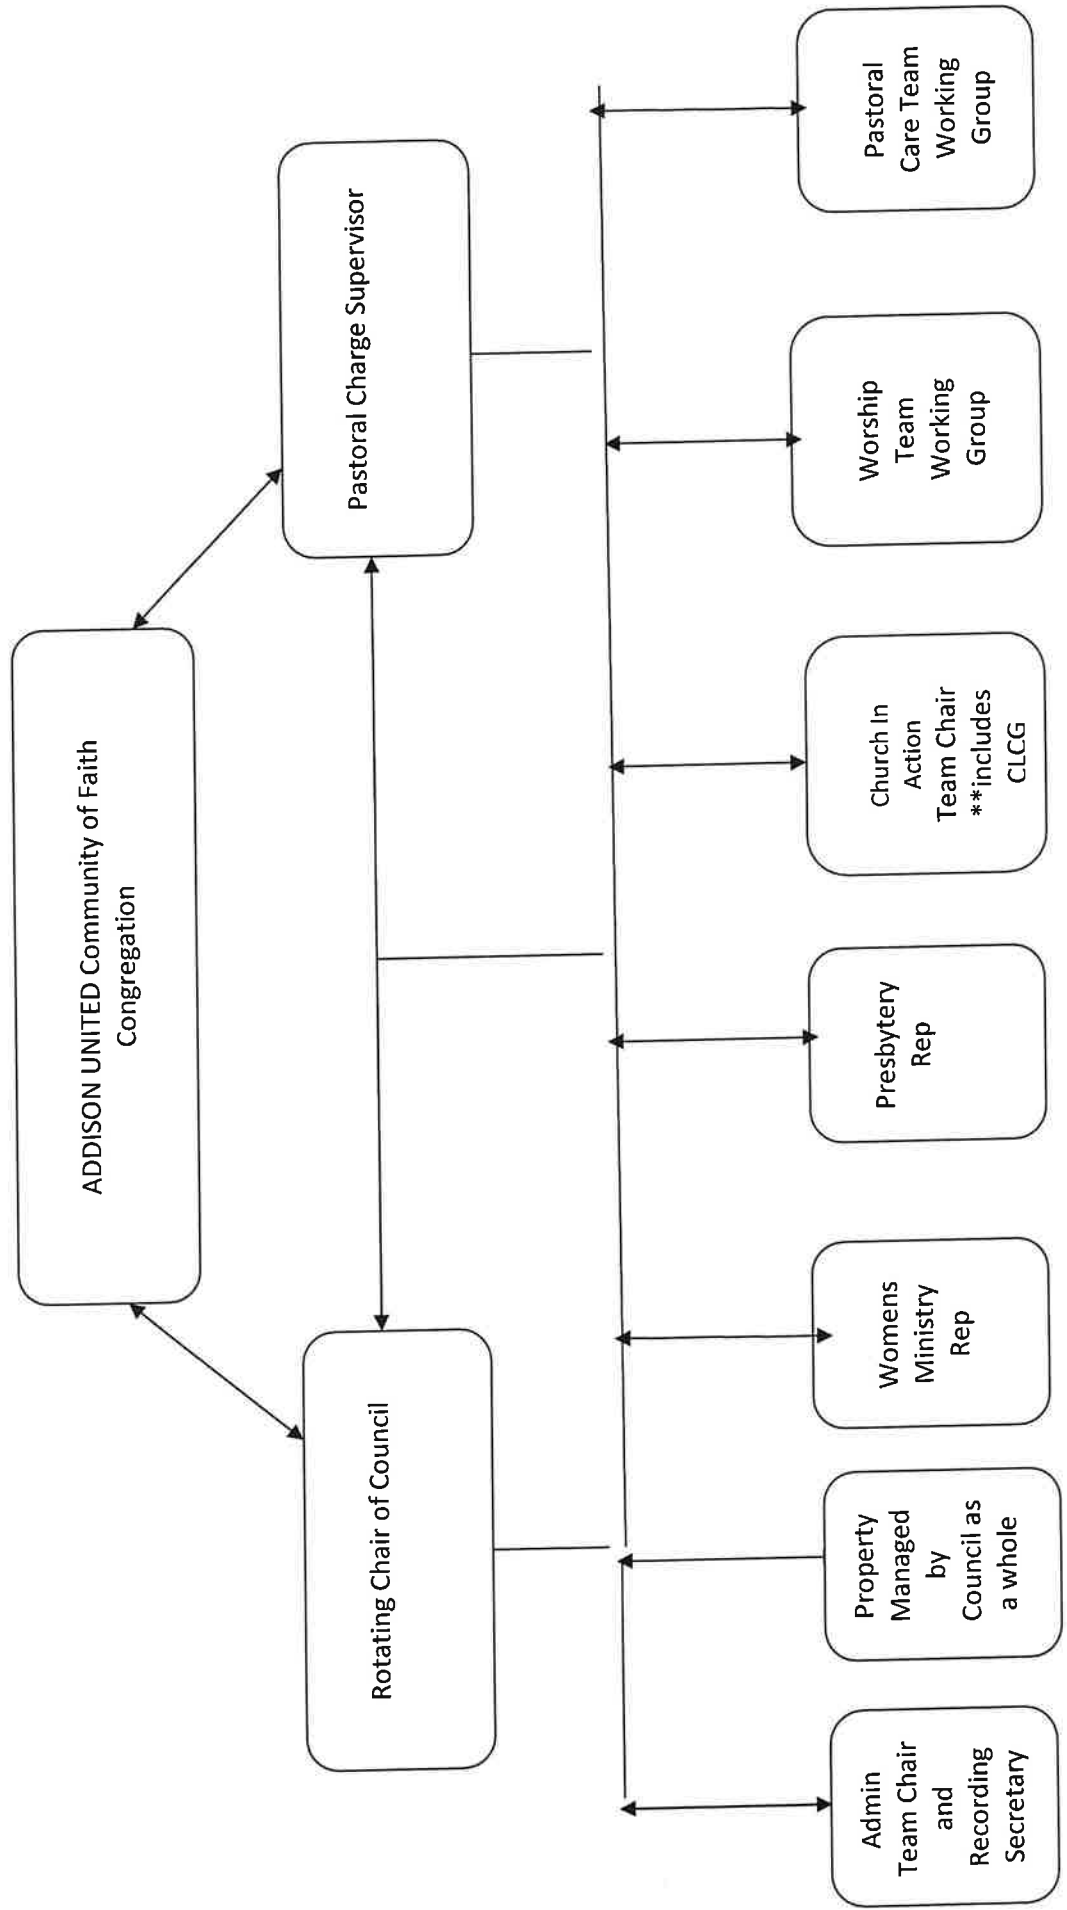 ADDISON UNITED Community of Faith
Congregation
Rotating Chair of Council
Pastoral Charge Supervisor
Admin
Team Chair
and
Recording
Secretary
Property
Managed
by
Council as
a whole
Womens
Ministry
Rep
Presbytery
Rep
Church In
Action
Team Chair
**includes
CLCG
Worship
Team
Working
Group
Pastoral
Care Team
Working
Group